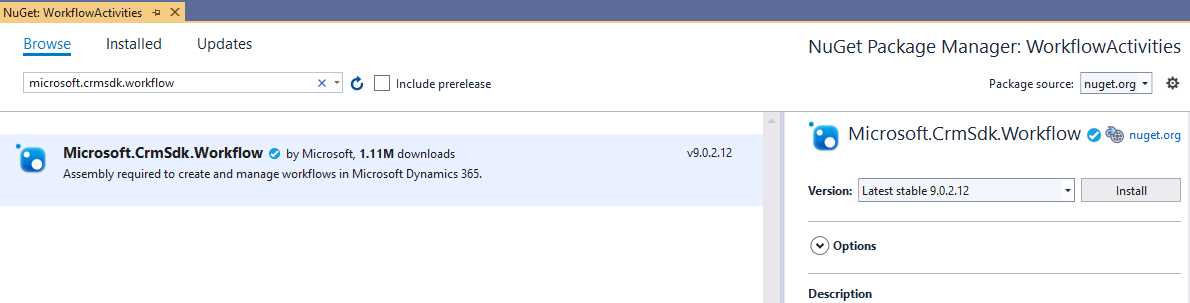 NuGet: WorkflowActivities
Browse Installed Updates
NuGet Package Manager: WorkflowActivities
microsoft.crmsdk.workflow
Include prerelease
Package source: nuget.org
Microsoft.CrmSdk.Workflow by Microsoft, 1.11M downloads
v9.0.2.12
Assembly required to create and manage workflows in Microsoft Dynamics 365.
Microsoft.CrmSdk.Workflow nuget.org
Version: Latest stable 9.0.2.12 Install
Options
Description